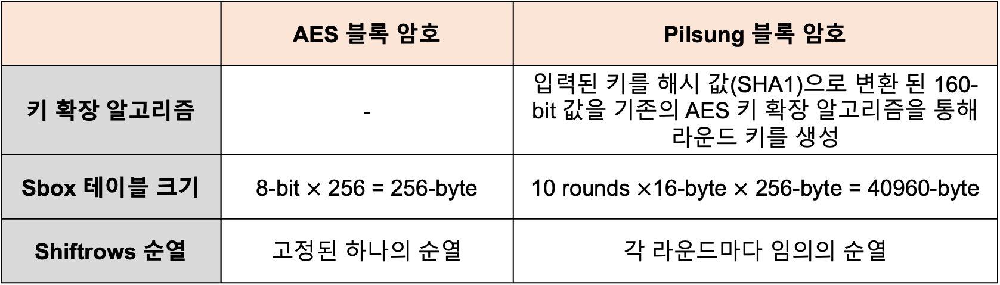 AES 블록 암호
Pilsung 블록 암호
키 확장 알고리즘
-
입력된 키를 해시 값(SHA1)으로 변환 된 160-
bit 값을 기존의 AES 키 확장 알고리즘을 통해
라운드 키를 생성
Sbox 테이블 크기
8-bit × 256 = 256-byte
10 rounds ×16-byte × 256-byte = 40960-byte
Shiftrows 순열
고정된 하나의 순열
각 라운드마다 임의의 순열